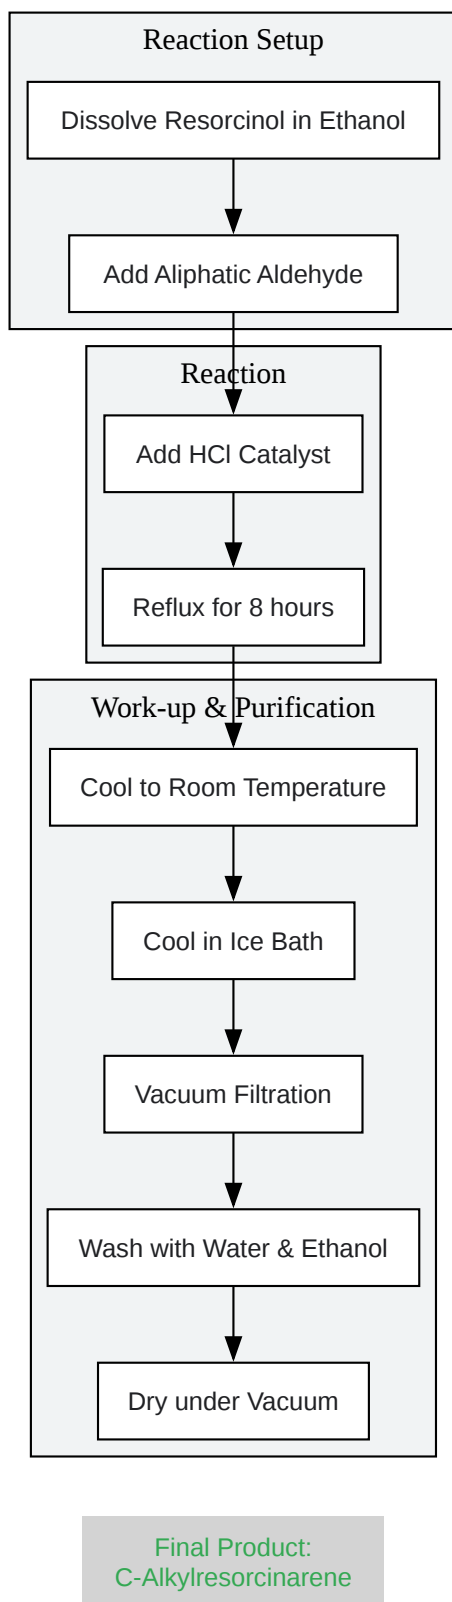 Reaction Setup
Dissolve Resorcinol in Ethanol
Add Aliphatic Aldehyde
Reaction
Add HCl Catalyst
Reflux for 8 hours
Work-up & Purification
Cool to Room Temperature
Cool in Ice Bath
Vacuum Filtration
Wash with Water & Ethanol
Dry under Vacuum
Final Product:
C-Alkylresorcinarene